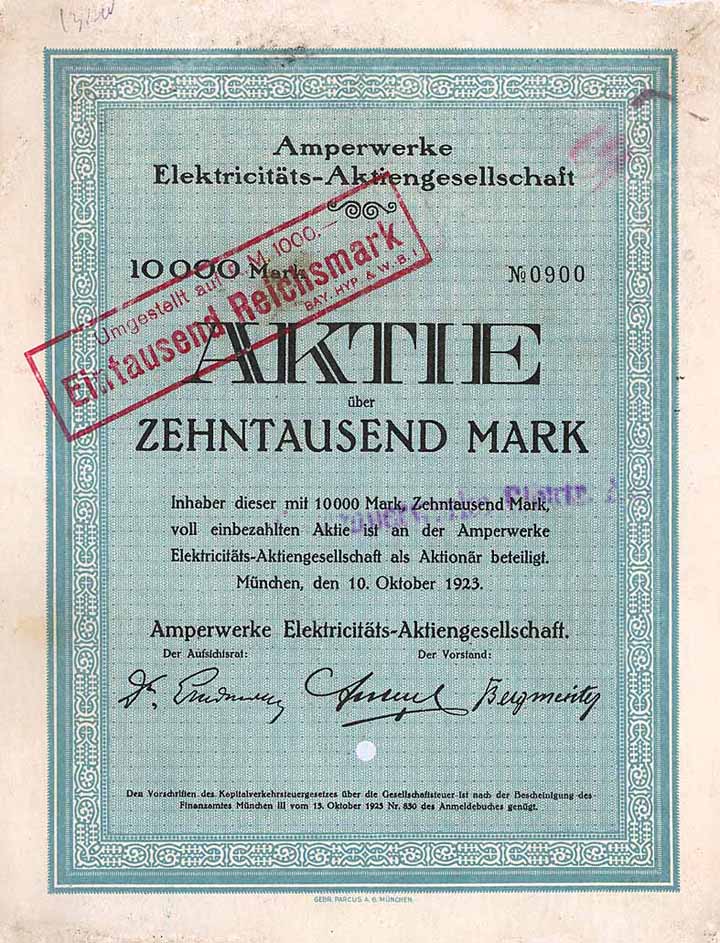 Amperwerke
Elektricitäts-Aktiengesellschaft
10000 Mark
№0900
Umgestellt auf M. 1000.—
Eintausend Reichsmark
BAY. HYP. & W. B.
AKTIE
über
ZEHNTAUSEND MARK
Inhaber dieser mit 10000 Mark, Zehntausend Mark,
voll einbezahlten Aktie ist an der Amperwerke
Elektricitäts-Aktiengesellschaft als Aktionär beteiligt.
München, den 10. Oktober 1923.
Amperwerke Elektricitäts-Aktiengesellschaft.
Der Aufsichtsrat:
Der Vorstand:
Dr.
Bergmeister
Den Vorschriften des Kapitalverkehrsteuergesetzes über die Gesellschaftsteuer ist nach der Bescheinigung des
Finanzamtes München III vom 13. Oktober 1923 Nr. 830 des Anmeldebuches genügt.
GEBR. PARCUS A. G. MÜNCHEN.